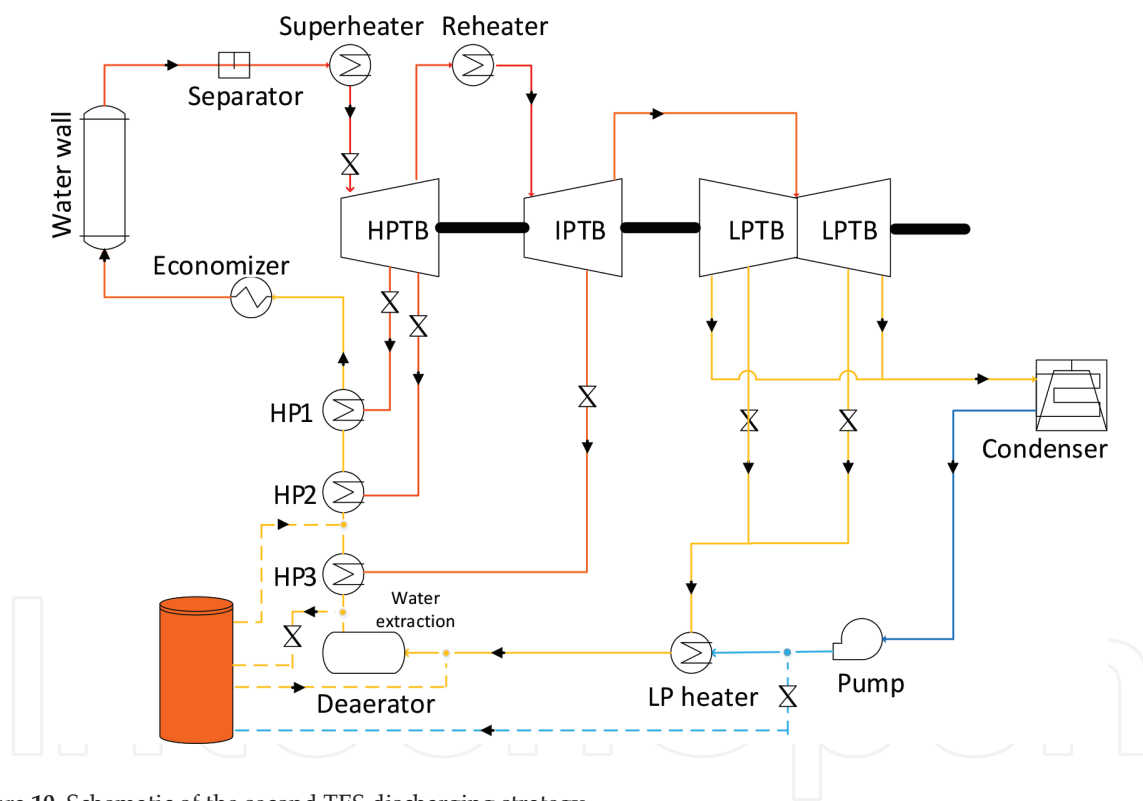 Superheater Reheater
Separator
Water wall
HPTB
IPTB
LPTB
LPTB
Economizer
HP1
Condenser
HP2
HP3
Water
extraction
LP heater
Pump
Deaerator
10. Schematic of the second TES discharging strategy